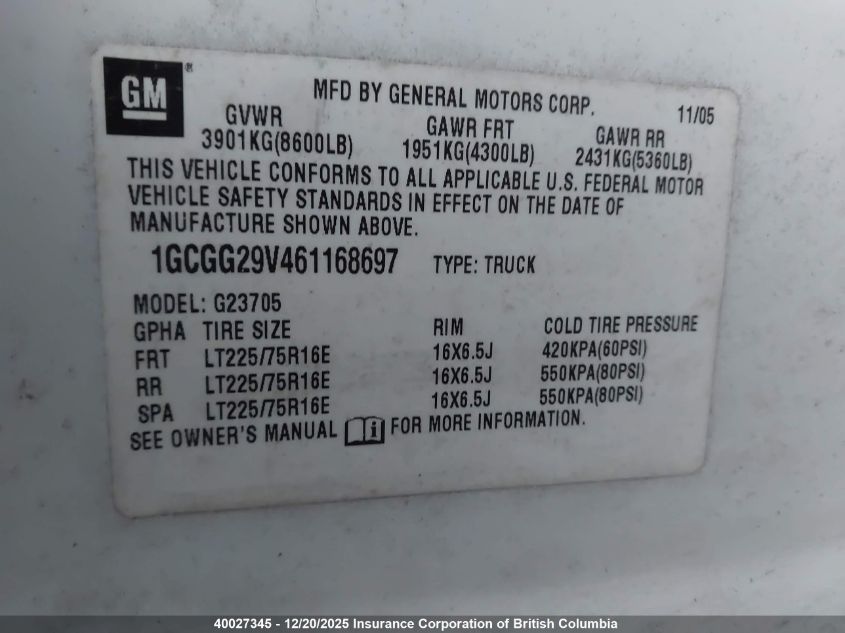 GM
MFD BY GENERAL MOTORS CORP. 11/05
GVWR GAWR FRT GAWR RR
3901KG(8600LB) 1951KG(4300LB) 2431KG(5360LB)
THIS VEHICLE CONFORMS TO ALL APPLICABLE U.S. FEDERAL MOTOR
VEHICLE SAFETY STANDARDS IN EFFECT ON THE DATE OF
MANUFACTURE SHOWN ABOVE.
1GCGG29V461168697 TYPE: TRUCK
MODEL: G23705
GPHA TIRE SIZE RIM COLD TIRE PRESSURE
FRT LT225/75R16E 16X6.5J 420KPA(60PSI)
RR LT225/75R16E 16X6.5J 550KPA(80PSI)
SPA LT225/75R16E 16X6.5J 550KPA(80PSI)
SEE OWNER'S MANUAL i FOR MORE INFORMATION.
40027345 - 12/20/2025 Insurance Corporation of British Columbia